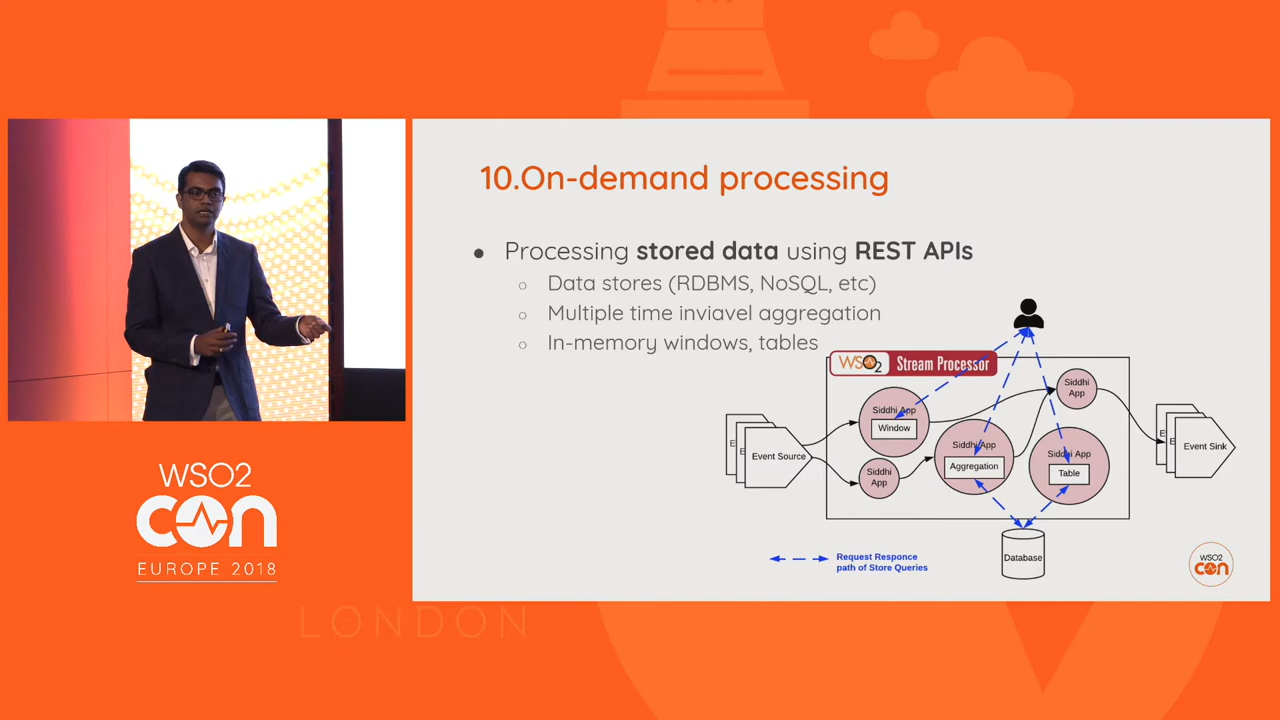 10.On-demand processing
● Processing stored data using REST APIs
○ Data stores (RDBMS, NoSQL, etc)
○ Multiple time inviavel aggregation
○ In-memory windows, tables
WSO2 Stream Processor
Siddhi
App
Siddhi App
Window
Siddhi App
Aggregation
Siddhi App
Table
Siddhi
App
E
E
Event Source
E
E
Event Sink
Database
Request Responce
path of Store Queries
WSO2
con
WSO2
con
EUROPE 2018
LONDON